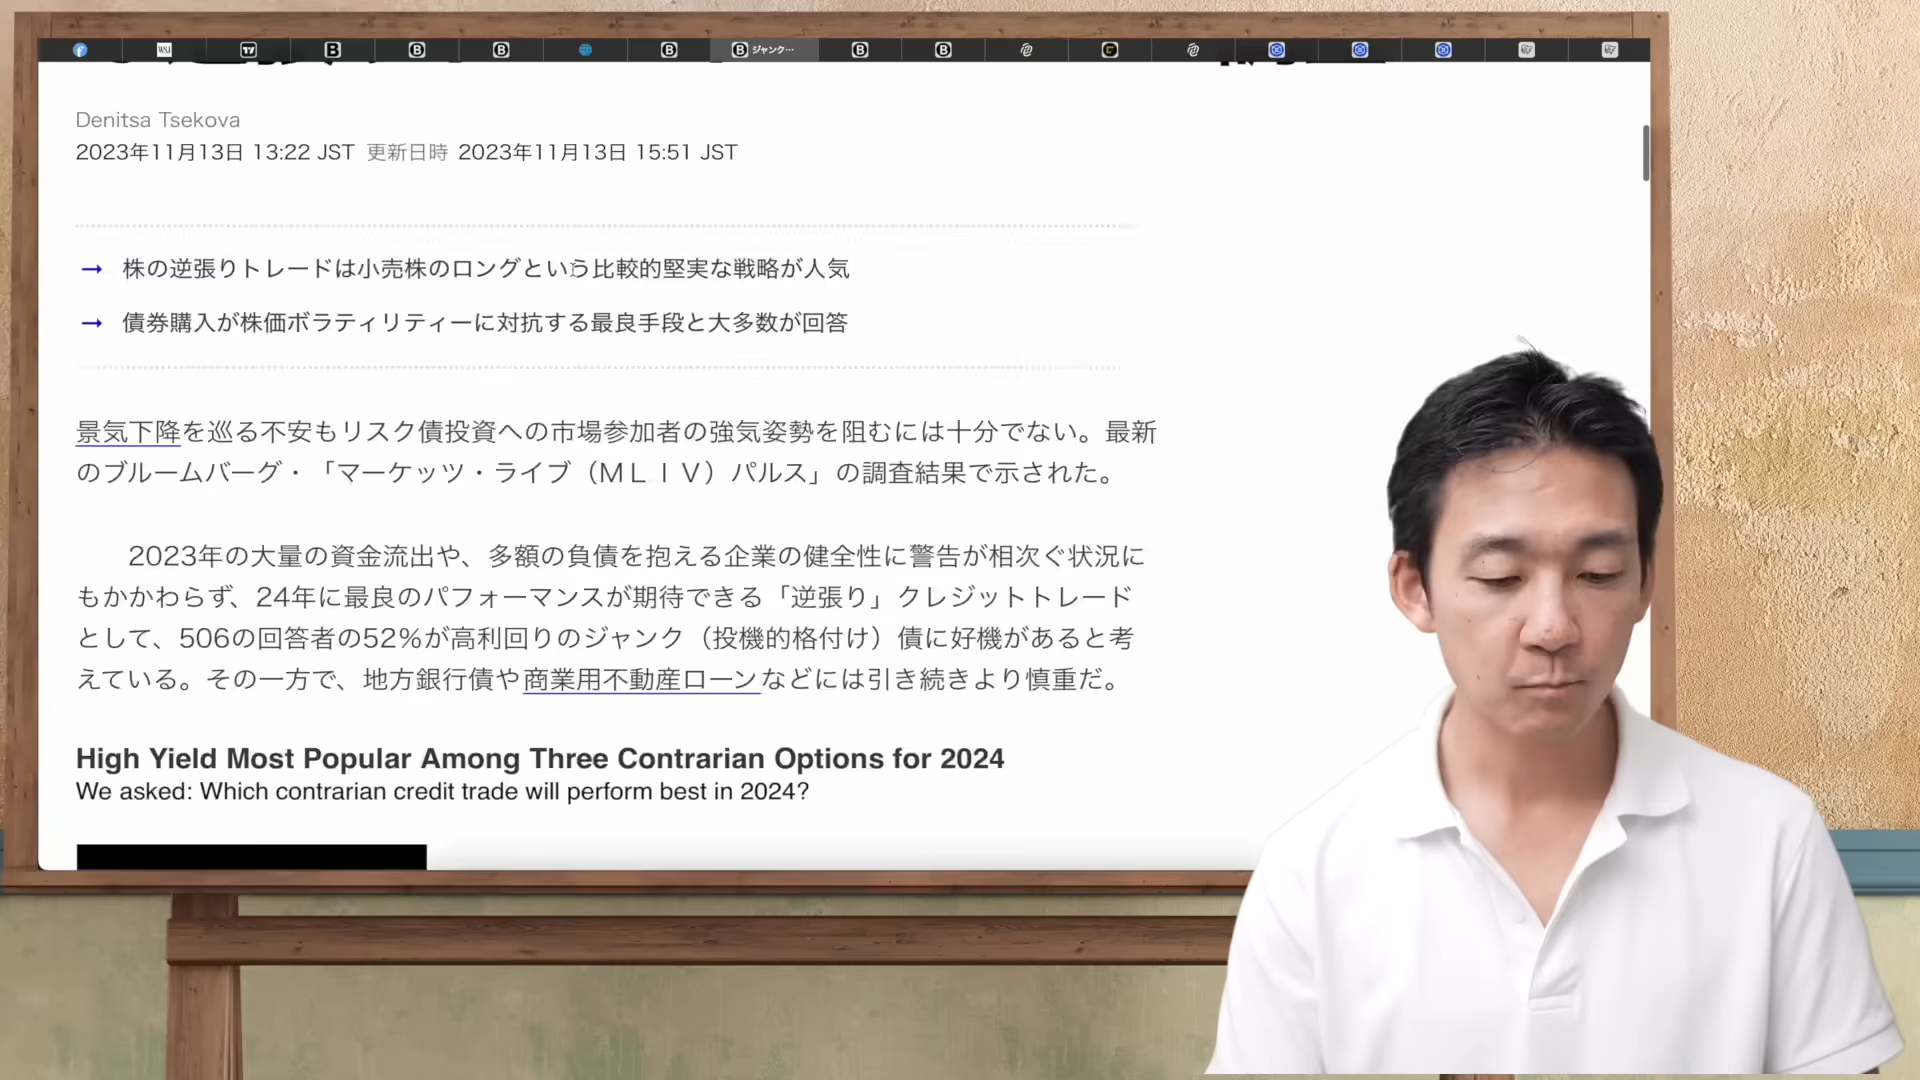 WSJ
ジャンク…
Denitsa Tsekova
2023年11月13日 13:22 JST 更新日時 2023年11月13日 15:51 JST
→ 株の逆張りトレードは小売株のロングという比較的堅実な戦略が人気
→ 債券購入が株価ボラティリティーに対抗する最良手段と大多数が回答
景気下降を巡る不安もリスク債投資への市場参加者の強気姿勢を阻むには十分でない。最新
のブルームバーグ・「マーケッツ・ライブ（ＭＬＩＶ）パルス」の調査結果で示された。
2023年の大量の資金流出や、多額の負債を抱える企業の健全性に警告が相次ぐ状況に
もかかわらず、24年に最良のパフォーマンスが期待できる「逆張り」クレジットトレード
として、506の回答者の52％が高利回りのジャンク（投機的格付け）債に好機があると考
えている。その一方で、地方銀行債や商業用不動産ローンなどには引き続きより慎重だ。
High Yield Most Popular Among Three Contrarian Options for 2024
We asked: Which contrarian credit trade will perform best in 2024?